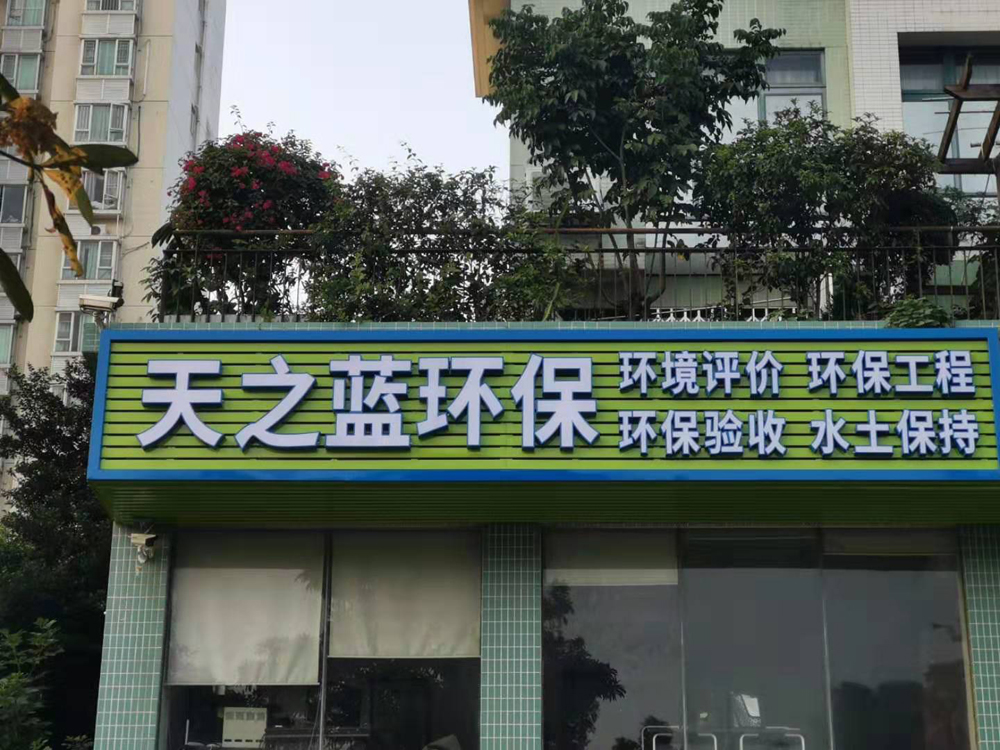 天之蓝环保
环境评价 环保工程
环保验收 水土保持